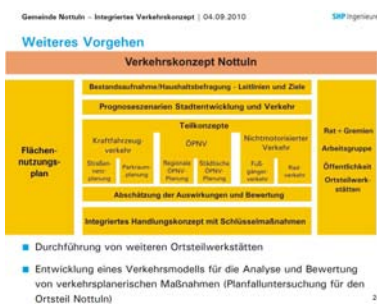 Gemeinde Nottuln – Integriertes Verkehrskonzept | 04.09.2010
SHP Ingenieure
Weiteres Vorgehen
Verkehrskonzept Nottuln
Bestandsaufnahme/Haushaltsbefragung - Leitlinien und Ziele
Prognoseszenarien Stadtentwicklung und Verkehr
Flächen-
nutzungs-
plan
Teilkonzepte
Kraftfahrzeug-
verkehr
ÖPNV
Nichtmotorisierter
Verkehr
Straßen-
netz-
planung
Parkraum-
planung
Regionale
ÖPNV-
Planung
Städtische
ÖPNV-
Planung
Fuß-
gänger-
verkehr
Rad-
verkehr
Abschätzung der Auswirkungen und Bewertung
Integriertes Handlungskonzept mit Schlüsselmaßnahmen
Rat + Gremien
Arbeitsgruppe
Öffentlichkeit
Ortsteilwerk-
stätten
■ Durchführung von weiteren Ortsteilwerkstätten
■ Entwicklung eines Verkehrsmodells für die Analyse und Bewertung
von verkehrsplanerischen Maßnahmen (Planfalluntersuchung für den
Ortsteil Nottuln)